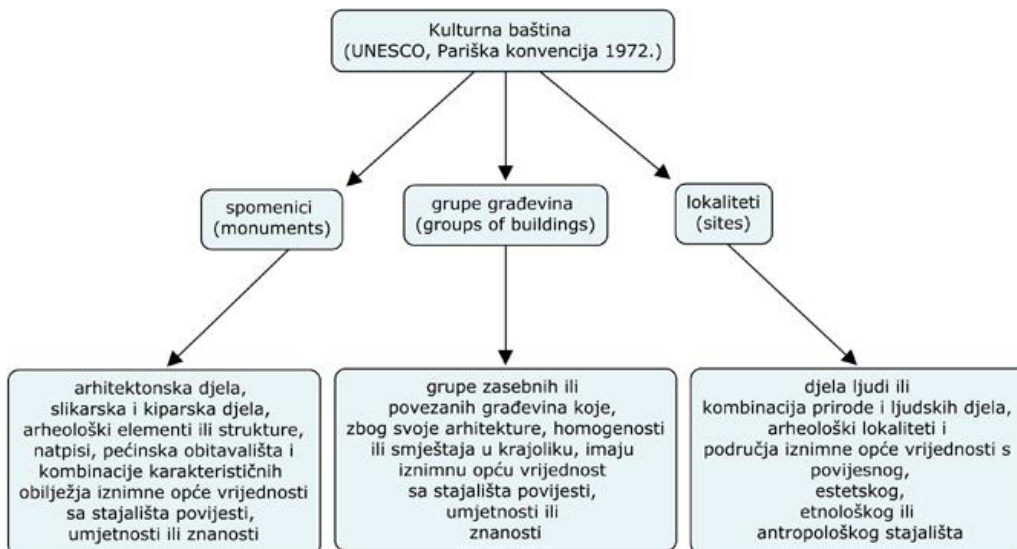 Kulturna baština
(UNESCO, Pariška konvencija 1972.)
spomenici
(monuments)
grupe građevina
(groups of buildings)
lokaliteti
(sites)
arhitektonska djela,
slikarska i kiparska djela,
arheološki elementi ili strukture,
natpisi, pećinska obitavališta i
kombinacije karakterističnih
obilježja iznimne opće vrijednosti
sa stajališta povijesti,
umjetnosti ili znanosti
grupe zasebnih ili
povezanih građevina koje,
zbog svoje arhitekture, homogenosti
ili smještaja u krajoliku, imaju
iznimnu opću vrijednost
sa stajališta povijesti,
umjetnosti ili
znanosti
djela ljudi ili
kombinacija prirode i ljudskih djela,
arheološki lokaliteti i
područja iznimne opće vrijednosti s
povijesnog,
estetskog,
etnološkog ili
antropološkog stajališta